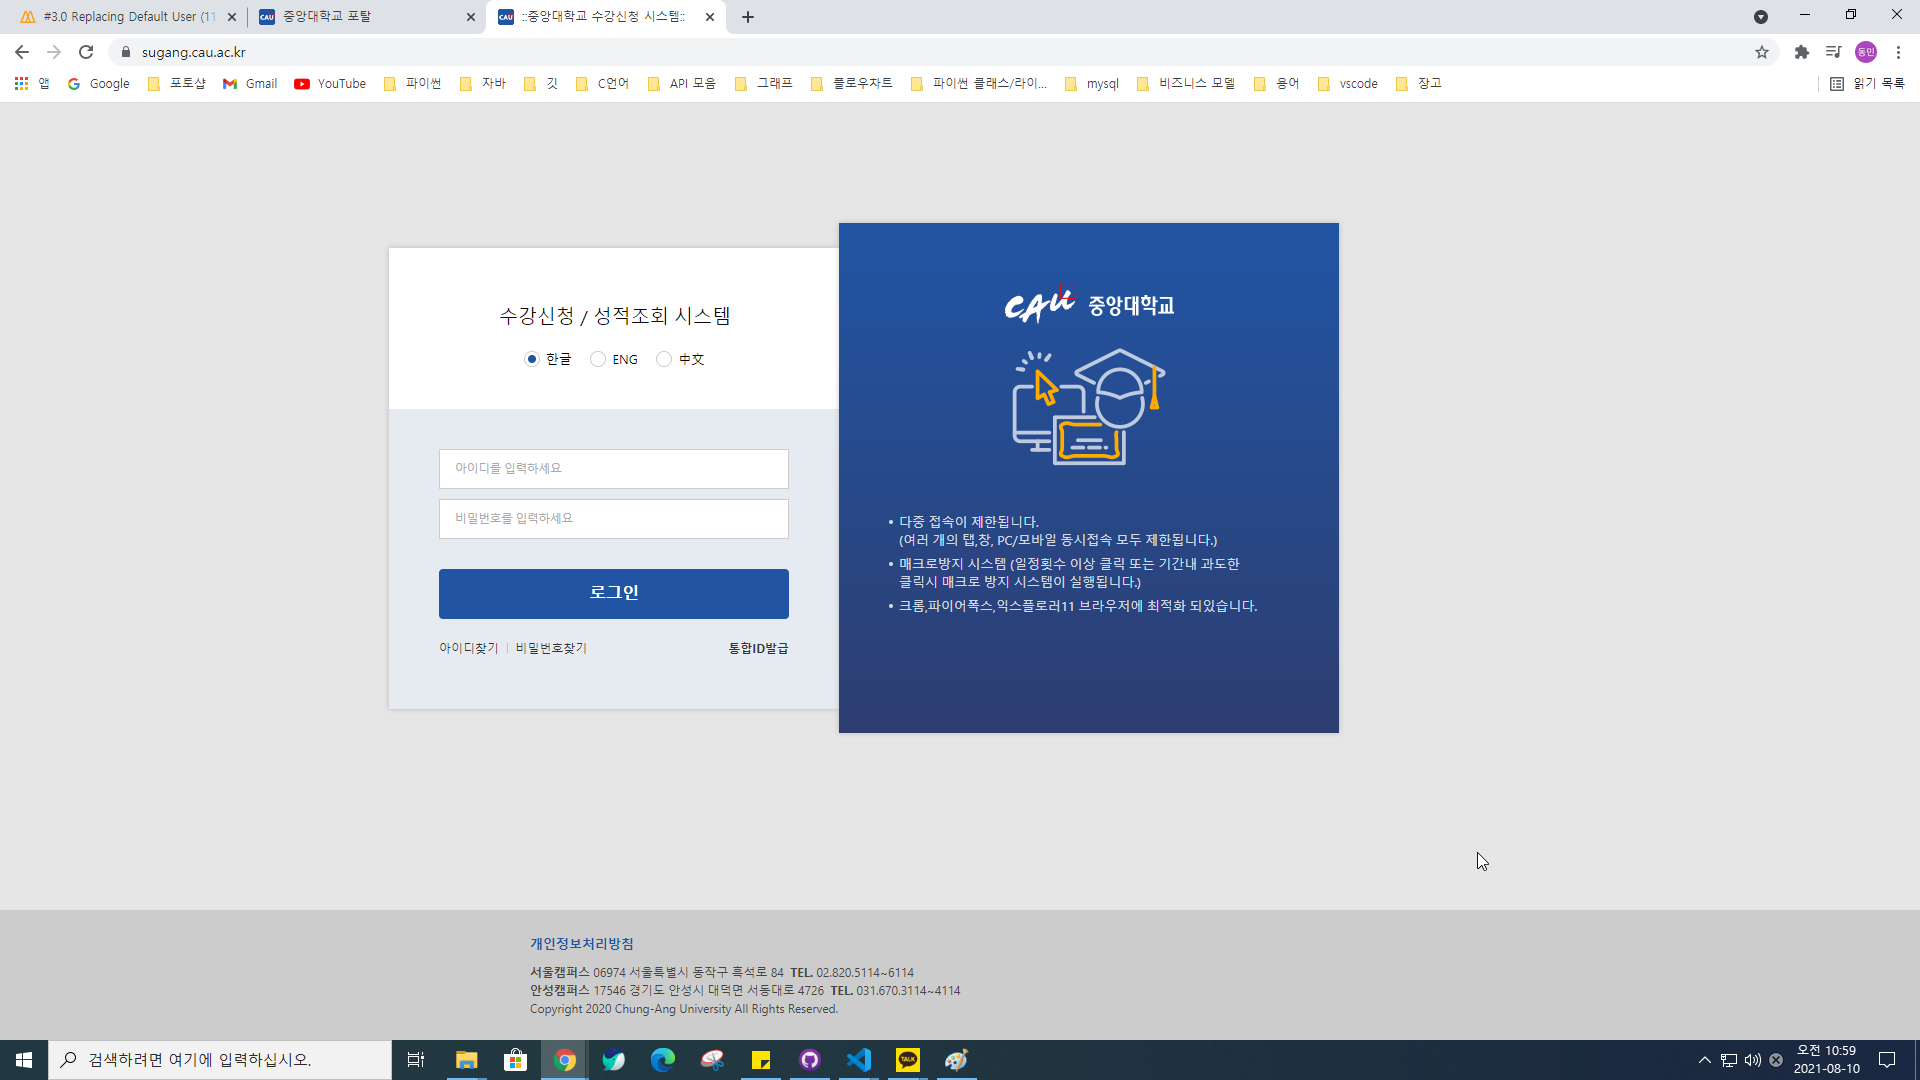 #3.0 Replacing Default User (11
중앙대학교 포탈
::중앙대학교 수강신청 시스템::
sugang.cau.ac.kr
동민
앱 Google 포토샵 Gmail YouTube 파이썬 자바 깃 C언어 API 모음 그래프 플로우차트 파이썬 클래스/라이... mysql 비즈니스 모델 용어 vscode 장고 읽기 목록
수강신청 / 성적조회 시스템
한글 ENG 中文
아이디를 입력하세요
비밀번호를 입력하세요
로그인
아이디찾기 | 비밀번호찾기 통합ID발급
CAU 중앙대학교
• 다중 접속이 제한됩니다.
(여러 개의 탭,창, PC/모바일 동시접속 모두 제한됩니다.)
• 매크로방지 시스템 (일정횟수 이상 클릭 또는 기간내 과도한
클릭시 매크로 방지 시스템이 실행됩니다.)
• 크롬,파이어폭스,익스플로러11 브라우저에 최적화 되있습니다.
개인정보처리방침
서울캠퍼스 06974 서울특별시 동작구 흑석로 84 TEL. 02.820.5114~6114
안성캠퍼스 17546 경기도 안성시 대덕면 서동대로 4726 TEL. 031.670.3114~4114
Copyright 2020 Chung-Ang University All Rights Reserved.
검색하려면 여기에 입력하십시오.
TALK
오전 10:59
2021-08-10